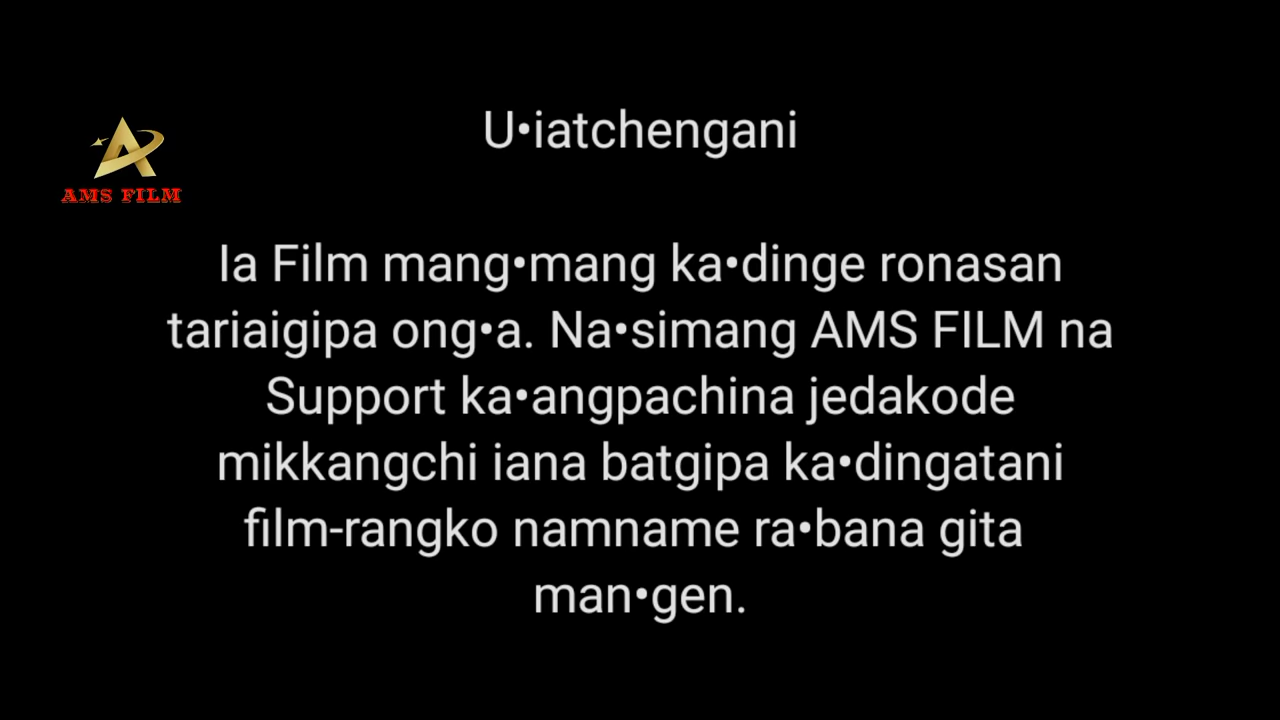 U•iatchengani
AMS FILM
Ia Film mang•mang ka•dinge ronasan
tariaigipa ong•a. Na•simang AMS FILM na
Support ka•angpachina jedakode
mikkangchi iana batgipa ka•dingatani
film-rangko namname ra•bana gita
man•gen.